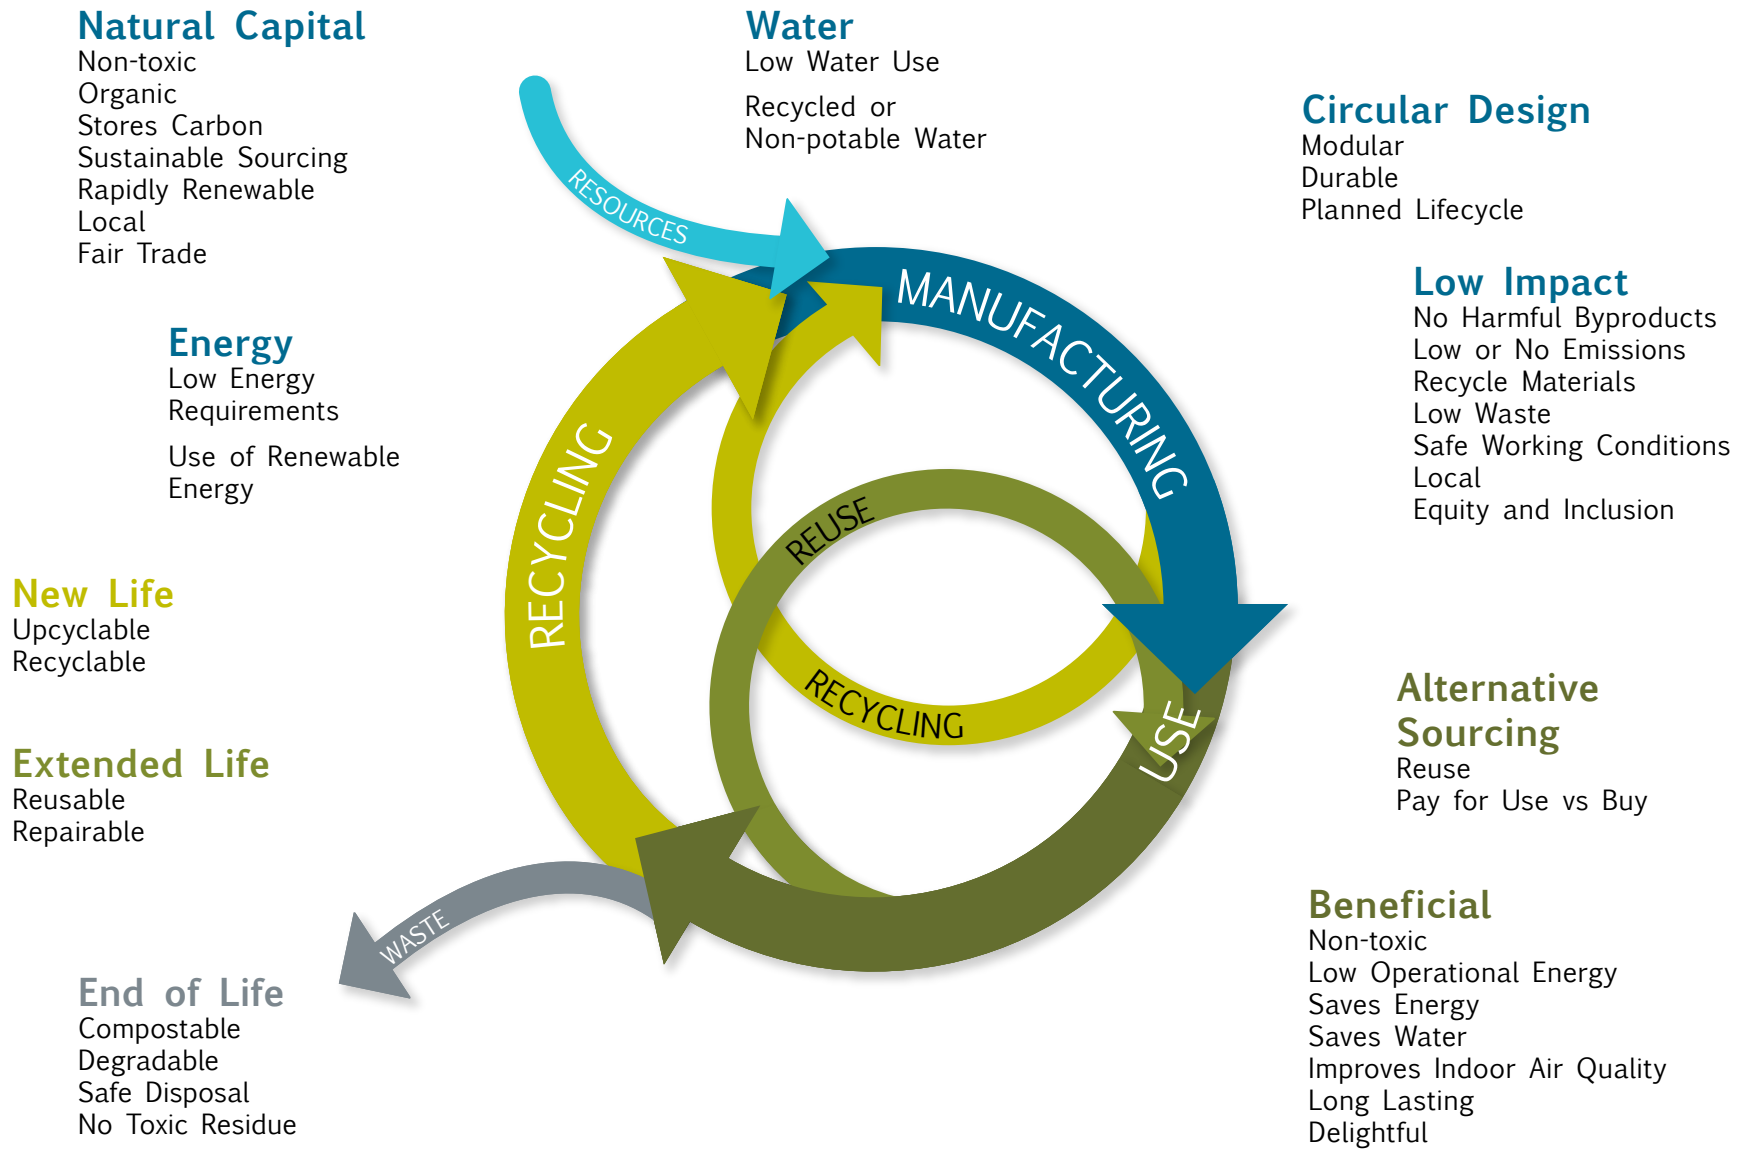 Natural Capital
Non-toxic
Organic
Stores Carbon
Sustainable Sourcing
Rapidly Renewable
Local
Fair Trade
Water
Low Water Use
Recycled or
Non-potable Water
Circular Design
Modular
Durable
Planned Lifecycle
Low Impact
No Harmful Byproducts
Low or No Emissions
Recycle Materials
Low Waste
Safe Working Conditions
Local
Equity and Inclusion
Energy
Low Energy
Requirements
Use of Renewable
Energy
RESOURCES
MANUFACTURING
RECYCLING
REUSE
RECYCLING
USE
WASTE
New Life
Upcyclable
Recyclable
Extended Life
Reusable
Repairable
Alternative
Sourcing
Reuse
Pay for Use vs Buy
Beneficial
Non-toxic
Low Operational Energy
Saves Energy
Saves Water
Improves Indoor Air Quality
Long Lasting
Delightful
End of Life
Compostable
Degradable
Safe Disposal
No Toxic Residue